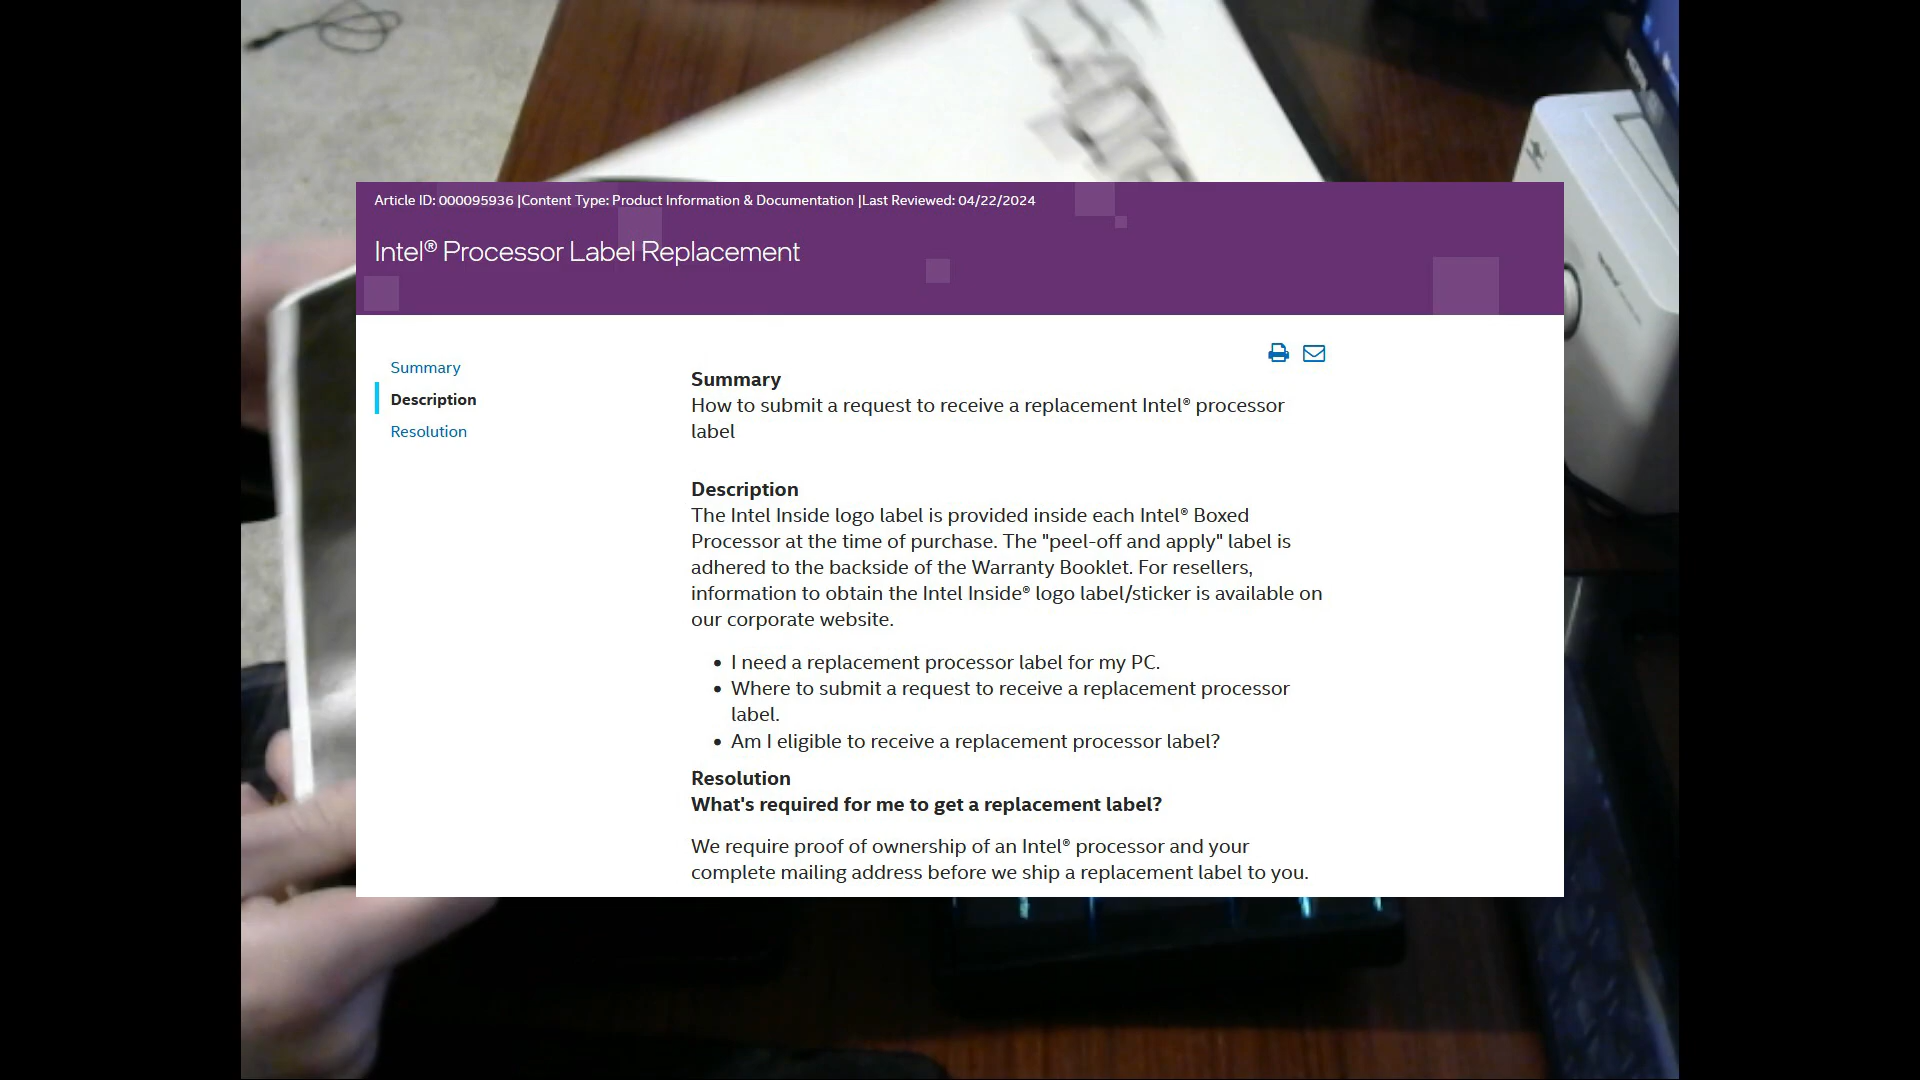 Article ID: 000095936 |Content Type: Product Information & Documentation |Last Reviewed: 04/22/2024
Intel® Processor Label Replacement
Summary
Description
Resolution
Summary
How to submit a request to receive a replacement Intel® processor
label
Description
The Intel Inside logo label is provided inside each Intel® Boxed
Processor at the time of purchase. The "peel-off and apply" label is
adhered to the backside of the Warranty Booklet. For resellers,
information to obtain the Intel Inside® logo label/sticker is available on
our corporate website.
• I need a replacement processor label for my PC.
• Where to submit a request to receive a replacement processor
label.
• Am I eligible to receive a replacement processor label?
Resolution
What's required for me to get a replacement label?
We require proof of ownership of an Intel® processor and your
complete mailing address before we ship a replacement label to you.